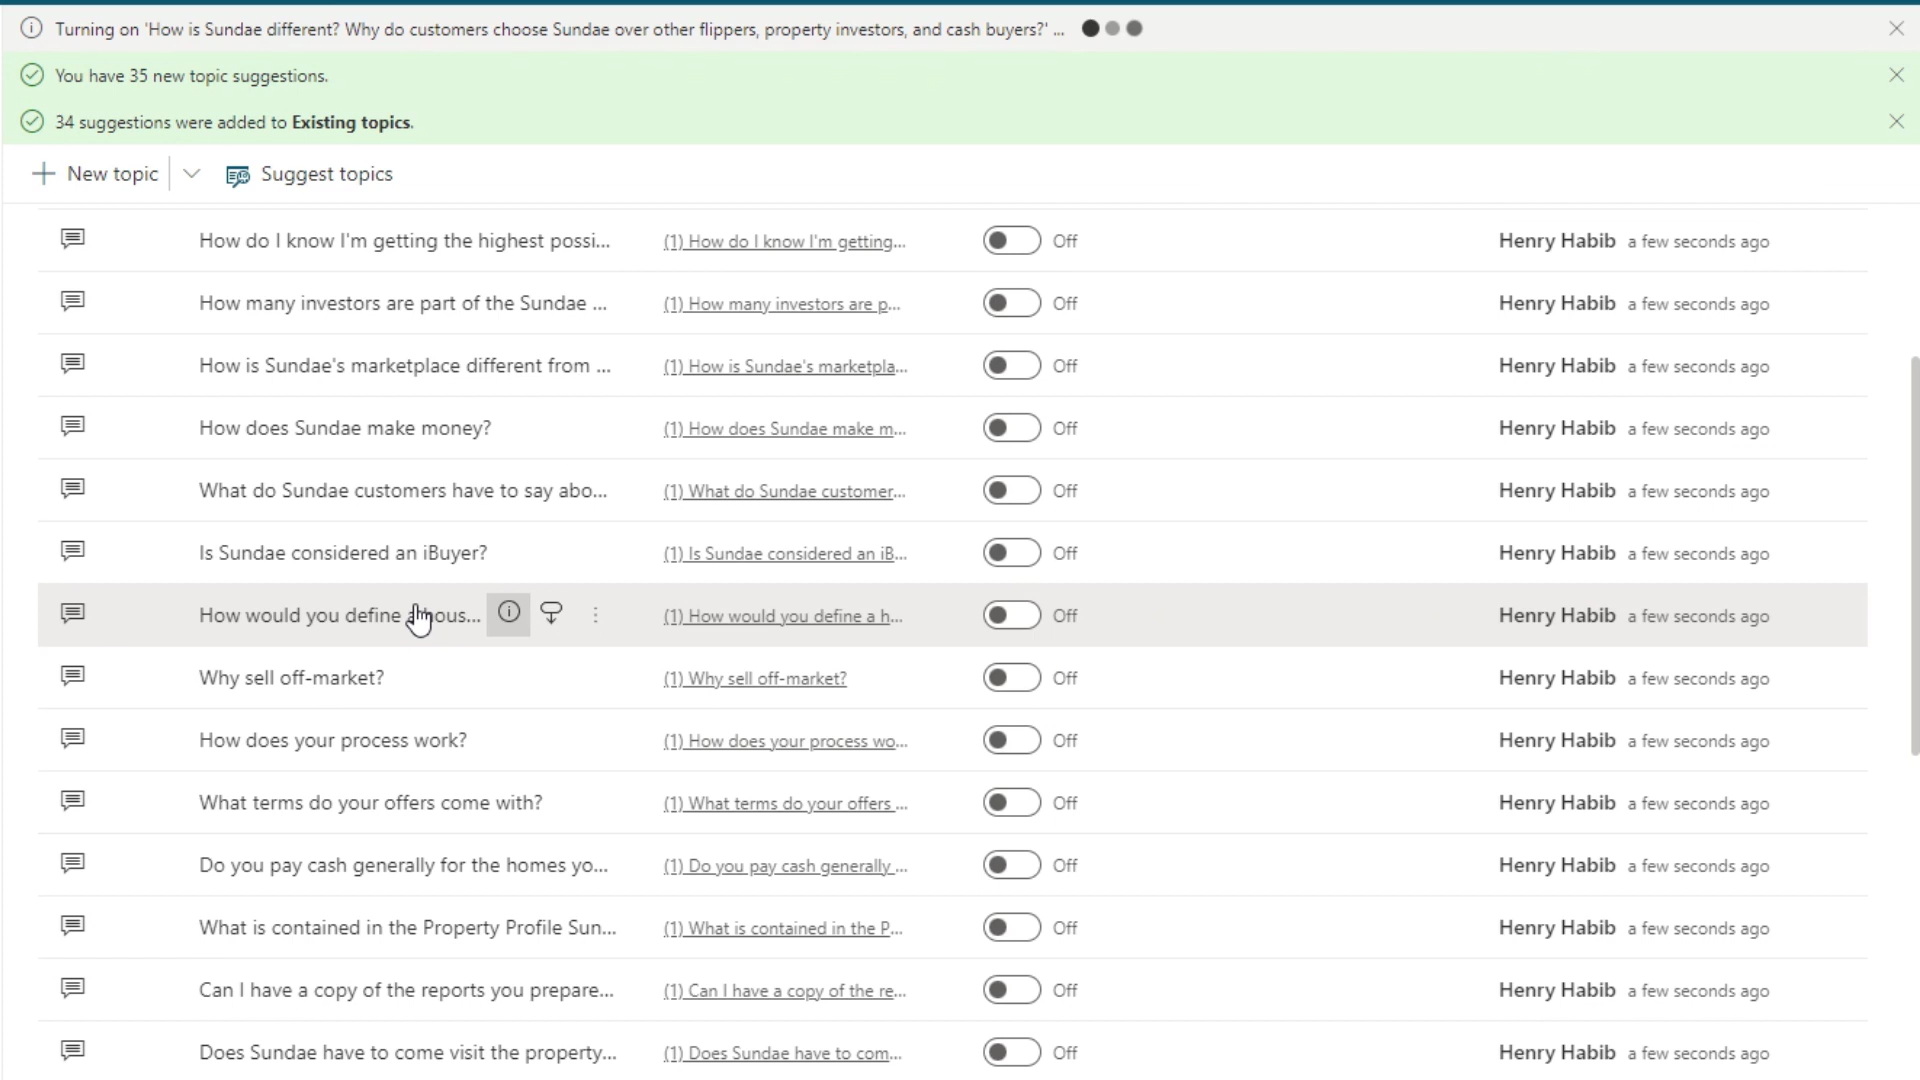 Turning on 'How is Sundae different? Why do customers choose Sundae over other flippers, property investors, and cash buyers?' ...
You have 35 new topic suggestions.
34 suggestions were added to Existing topics.
New topic Suggest topics
How do I know I'm getting the highest possi... (1) How do I know I'm getting... Off Henry Habib a few seconds ago
How many investors are part of the Sundae ... (1) How many investors are p... Off Henry Habib a few seconds ago
How is Sundae's marketplace different from ... (1) How is Sundae's marketpla... Off Henry Habib a few seconds ago
How does Sundae make money? (1) How does Sundae make m... Off Henry Habib a few seconds ago
What do Sundae customers have to say abo... (1) What do Sundae customer... Off Henry Habib a few seconds ago
Is Sundae considered an iBuyer? (1) Is Sundae considered an iB... Off Henry Habib a few seconds ago
How would you define a hous... (1) How would you define a h... Off Henry Habib a few seconds ago
Why sell off-market? (1) Why sell off-market? Off Henry Habib a few seconds ago
How does your process work? (1) How does your process wo... Off Henry Habib a few seconds ago
What terms do your offers come with? (1) What terms do your offers ... Off Henry Habib a few seconds ago
Do you pay cash generally for the homes yo... (1) Do you pay cash generally ... Off Henry Habib a few seconds ago
What is contained in the Property Profile Sun... (1) What is contained in the P... Off Henry Habib a few seconds ago
Can I have a copy of the reports you prepare... (1) Can I have a copy of the re... Off Henry Habib a few seconds ago
Does Sundae have to come visit the property... (1) Does Sundae have to com... Off Henry Habib a few seconds ago